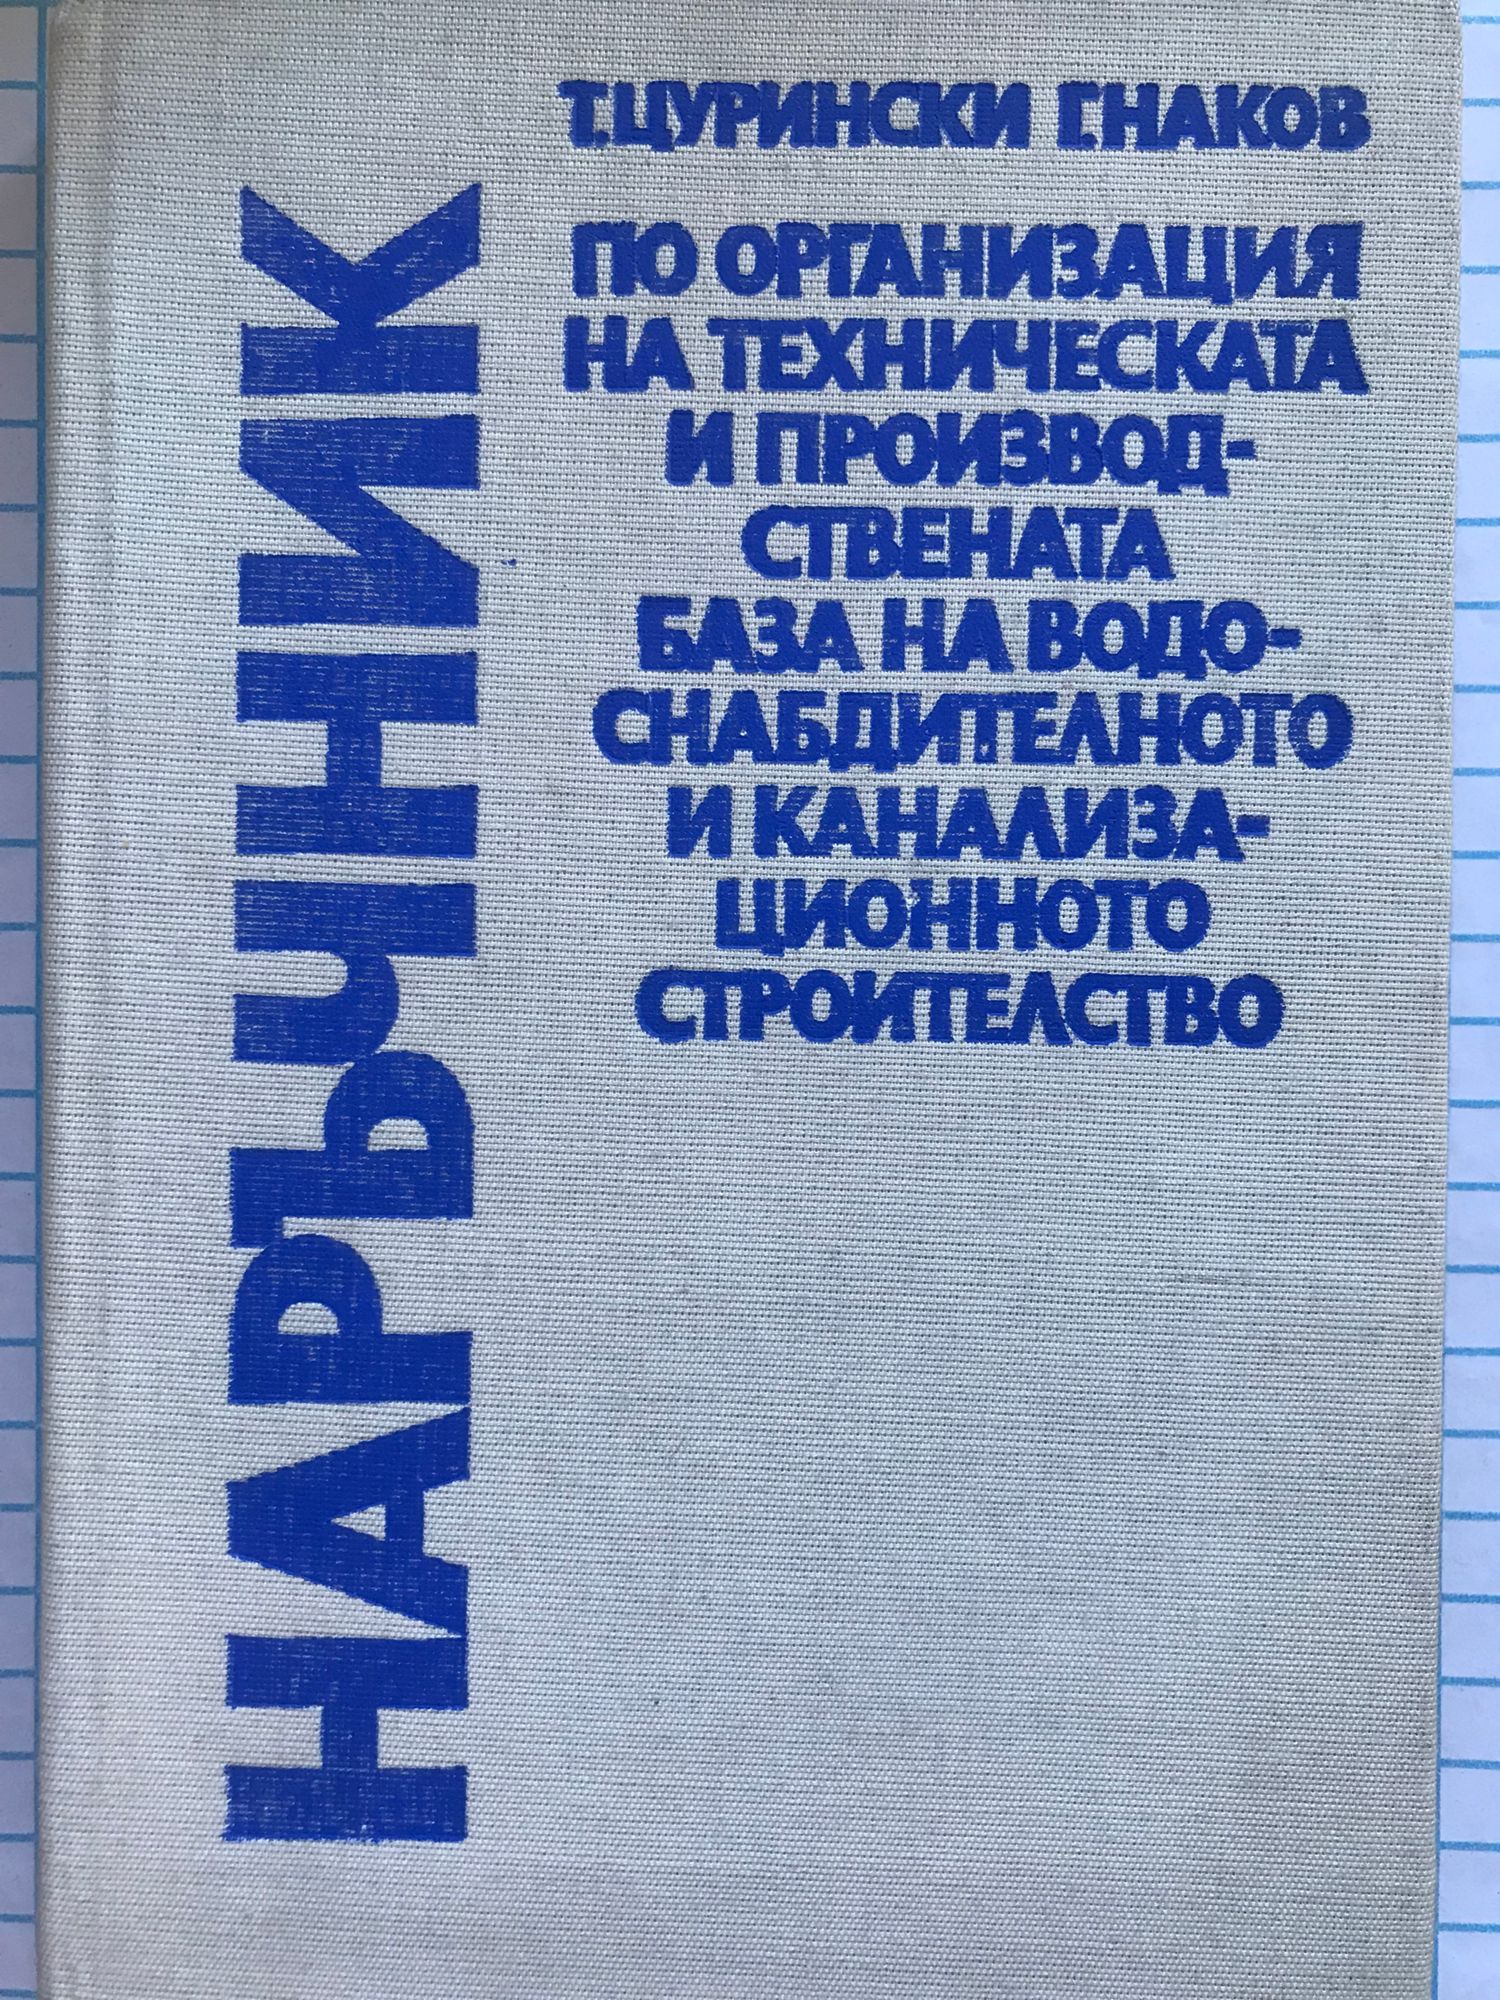 Т. ЦУРИНСКИ Г. НАКОВ
НАРЪЧНИК
ПО ОРГАНИЗАЦИЯ
НА ТЕХНИЧЕСКАТА
И ПРОИЗВОД-
СТВЕНАТА
БАЗА НА ВОДО-
СНАБДИТЕЛНОТО
И КАНАЛИЗА-
ЦИОННОТО
СТРОИТЕЛСТВО